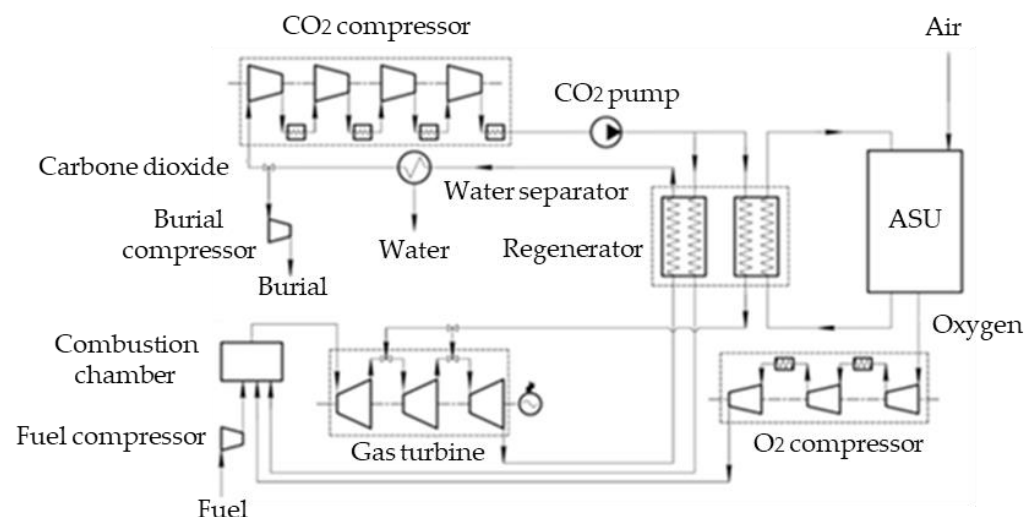 CO2 compressor
Air
CO2 pump
Carbone dioxide
Water separator
ASU
Burial
compressor
Water
Regenerator
Burial
Oxygen
Combustion
chamber
Fuel compressor
Gas turbine
O2 compressor
Fuel